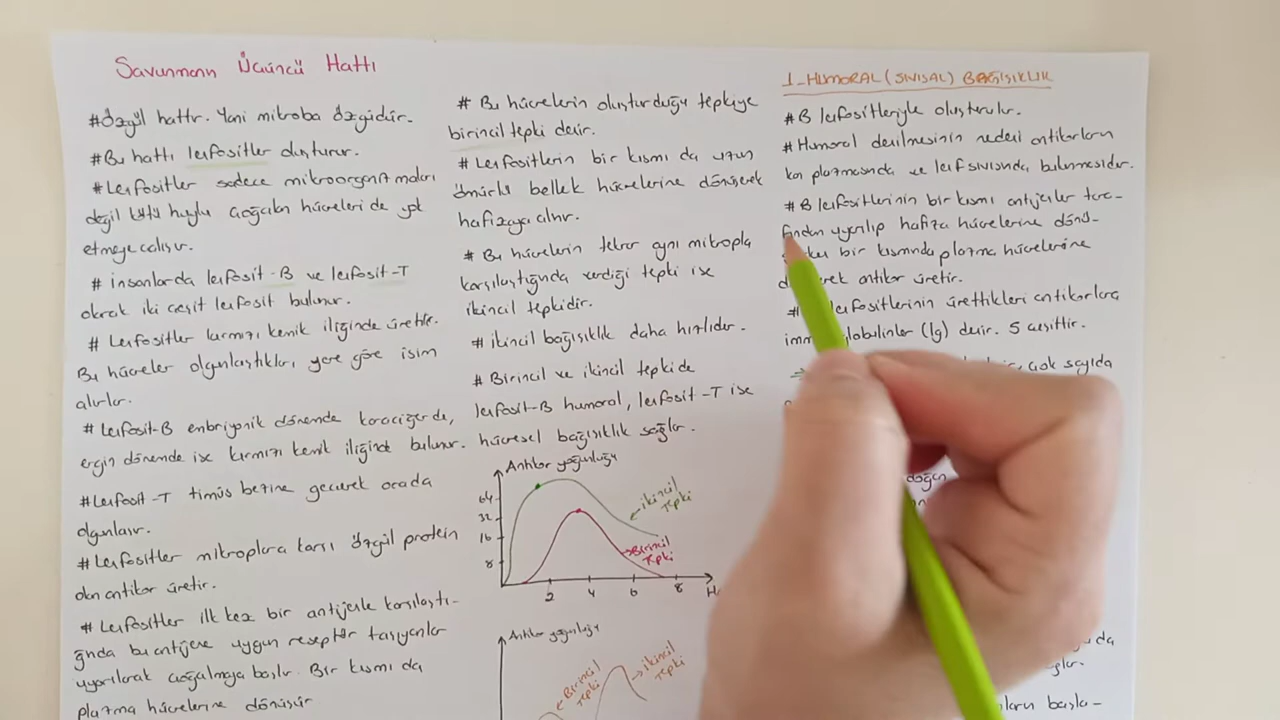 Savunmanın Üçüncü Hattı
#Özgül hattır. Yani mikroba özgüdür.
#Bu hattı lenfositler oluşturur.
#Lenfositler sadece mikroorganizmaları
değil kötü huylu çoğalan hücreleri de yok
etmeye çalışır.
# İnsanlarda lenfosit-B ve lenfosit-T
olarak iki çeşit lenfosit bulunur.
# Lenfositler kırmızı kemik iliğinde üretilir.
Bu hücreler olgunlaştıkları yere göre isim
alırlar.
# Lenfosit-B embriyonik dönemde karaciğerde,
ergin dönemde ise kırmızı kemik iliğinde bulunur.
#Lenfosit-T timüs bezine geçerek orada
olgunlaşır.
# Lenfositler mikroplara karşı özgül protein
olan antikor üretir.
# Lenfositler ilk kez bir antijenle karşılaştı-
ğında bu antijene uygun reseptör taşıyanlar
uyarılarak çoğalmaya başlar. Bir kısmı da
plazma hücrelerine dönüşür
# Bu hücrelerin oluşturduğu tepkiye
birincil tepki denir.
# Lenfositlerin bir kısmı da uzun
ömürlü bellek hücrelerine dönüşerek
hafızaya alınır.
# Bu hücrelerin tekrar aynı mikropla
karşılaştığında verdiği tepki ise
ikincil tepkidir.
# İkincil bağışıklık daha hızlıdır.
# Birincil ve ikincil tepkide
lenfosit-B humoral, lenfosit-T ise
hücresel bağışıklık sağlar.
Antikor yoğunluğu
64
32
16
8
2 4 6 8
İkincil
Tepki
Birincil
Tepki
Antikor yoğunluğu
Birincil
Tepki
İkincil
Tepki
1-HUMORAL (SIVISAL) BAĞIŞIKLIK
# B lenfositleriyle oluşturulur.
# Humoral denilmesinin nedeni antikorların
kan plazmasında ve lenf sıvısında bulunmasıdır.
# B lenfositlerinin bir kısmı antijenler tara-
fından uyarılıp hafıza hücrelerine dönü-
bir kısmında plazma hücrelerine
antikor üretir.
lenfositlerinin ürettikleri antikorlara
globulinler (Ig) denir. 5 çeşittir.
çok sayıda
doğan
başla-